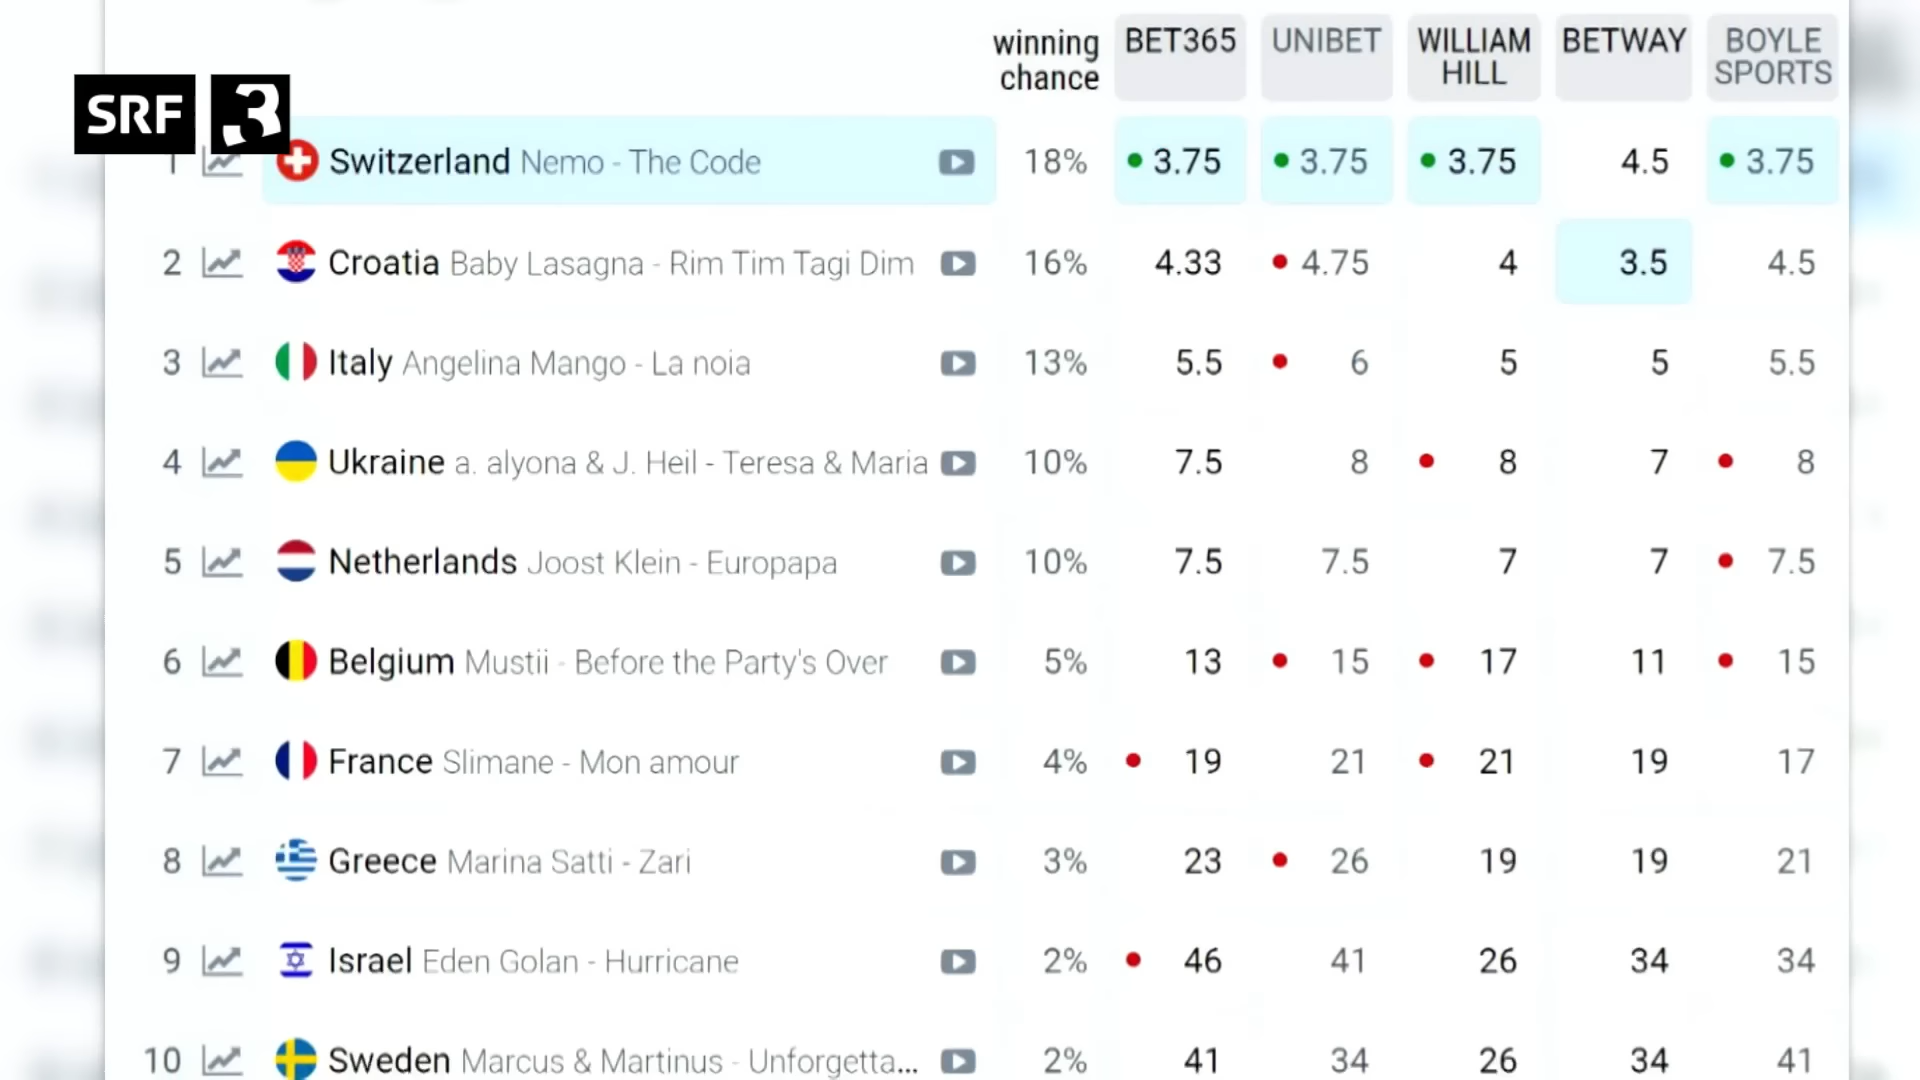 winning chance BET365 UNIBET WILLIAM HILL BETWAY BOYLE SPORTS
SRF 3
1 Switzerland Nemo - The Code 18% 3.75 3.75 3.75 4.5 3.75
2 Croatia Baby Lasagna - Rim Tim Tagi Dim 16% 4.33 4.75 4 3.5 4.5
3 Italy Angelina Mango - La noia 13% 5.5 6 5 5 5.5
4 Ukraine a. alyona & J. Heil - Teresa & Maria 10% 7.5 8 8 7 8
5 Netherlands Joost Klein - Europapa 10% 7.5 7.5 7 7 7.5
6 Belgium Mustii - Before the Party's Over 5% 13 15 17 11 15
7 France Slimane - Mon amour 4% 19 21 21 19 17
8 Greece Marina Satti - Zari 3% 23 26 19 19 21
9 Israel Eden Golan - Hurricane 2% 46 41 26 34 34
10 Sweden Marcus & Martinus - Unforgetta... 2% 41 34 26 34 41